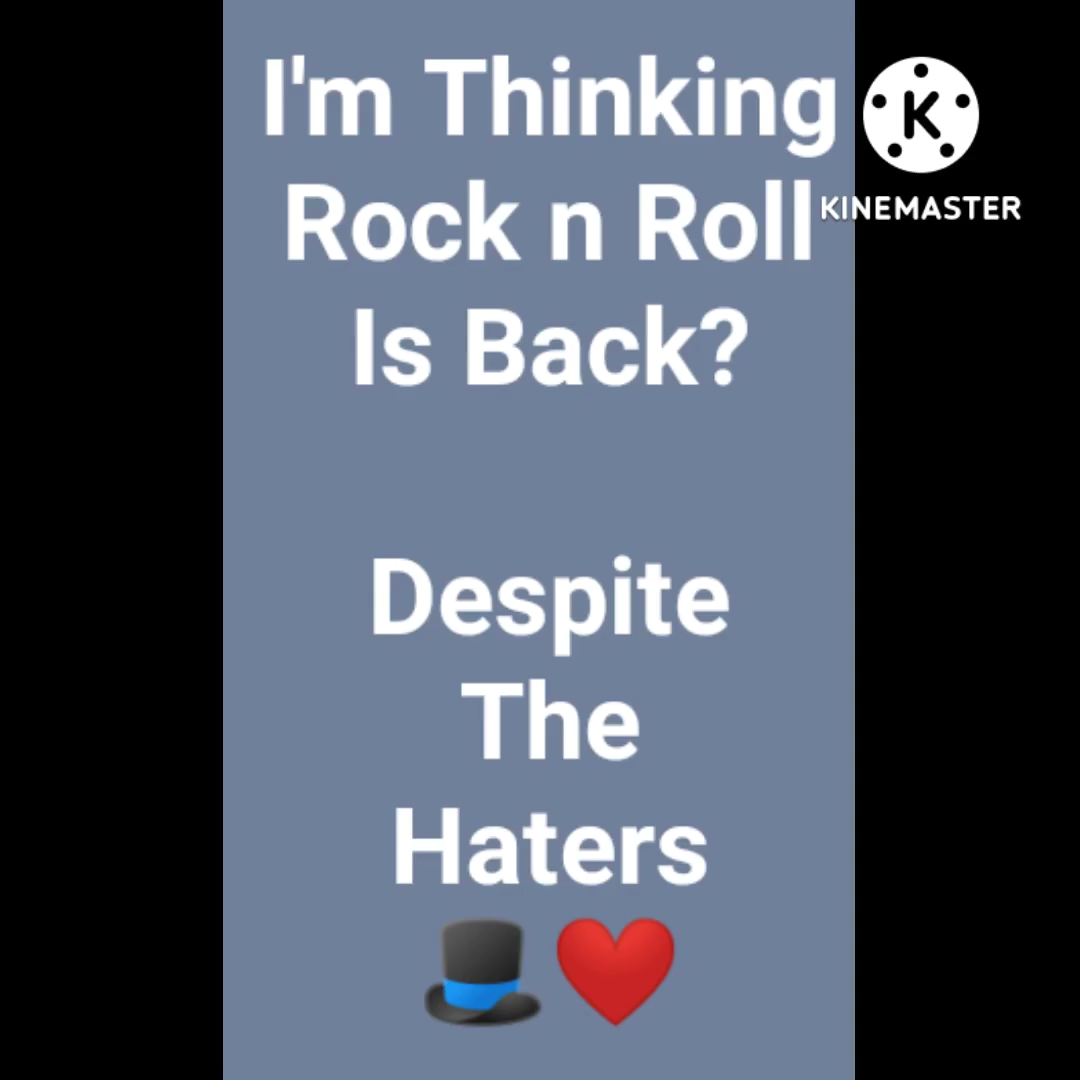 I'm Thinking
Rock n Roll
Is Back?
Despite
The
Haters
🎩❤️
K
KINEMASTER